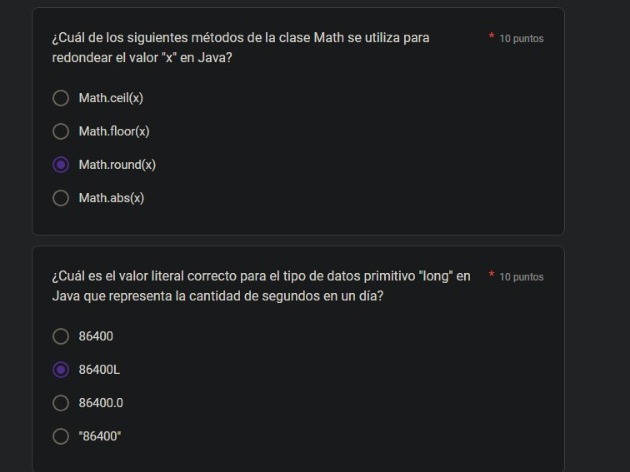 ¿Cuál de los siguientes métodos de la clase Math se utiliza para
redondear el valor "x" en Java?
* 10 puntos
Math.ceil(x)
Math.floor(x)
Math.round(x)
Math.abs(x)
¿Cuál es el valor literal correcto para el tipo de datos primitivo "long" en
Java que representa la cantidad de segundos en un día?
* 10 puntos
86400
86400L
86400.0
"86400"